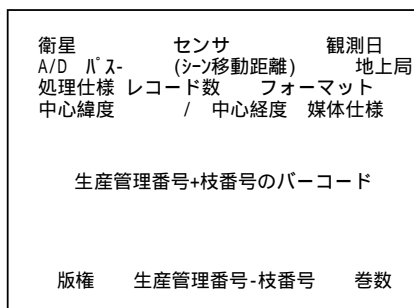 衛星 センサ 観測日
A/D パス- (シーン移動距離) 地上局
処理仕様 レコード数 フォーマット
中心緯度 / 中心経度 媒体仕様
生産管理番号+枝番号のバーコード
版権 生産管理番号-枝番号 巻数